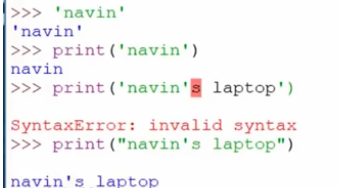 >>> 'navin'
'navin'
>>> print('navin')
navin
>>> print('navin's laptop')
SyntaxError: invalid syntax
>>> print("navin's laptop")
navin's laptop